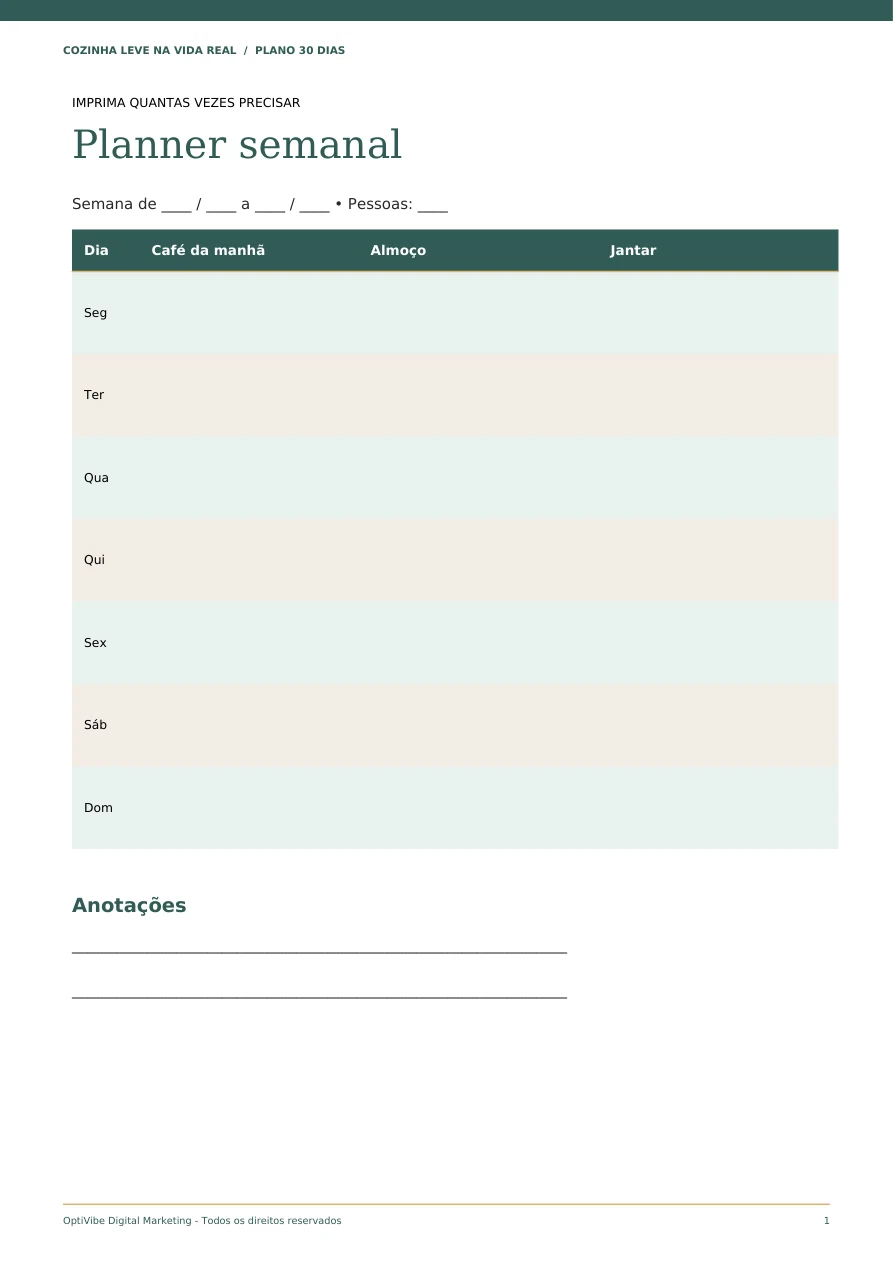 COZINHA LEVE NA VIDA REAL / PLANO 30 DIAS
IMPRIMA QUANTAS VEZES PRECISAR
Planner semanal
Semana de ____ / ____ a ____ / ____ • Pessoas: ____
Dia Café da manhã Almoço Jantar
Seg
Ter
Qua
Qui
Sex
Sáb
Dom
Anotações
__________________________________________________________________
__________________________________________________________________
OptiVibe Digital Marketing - Todos os direitos reservados 1